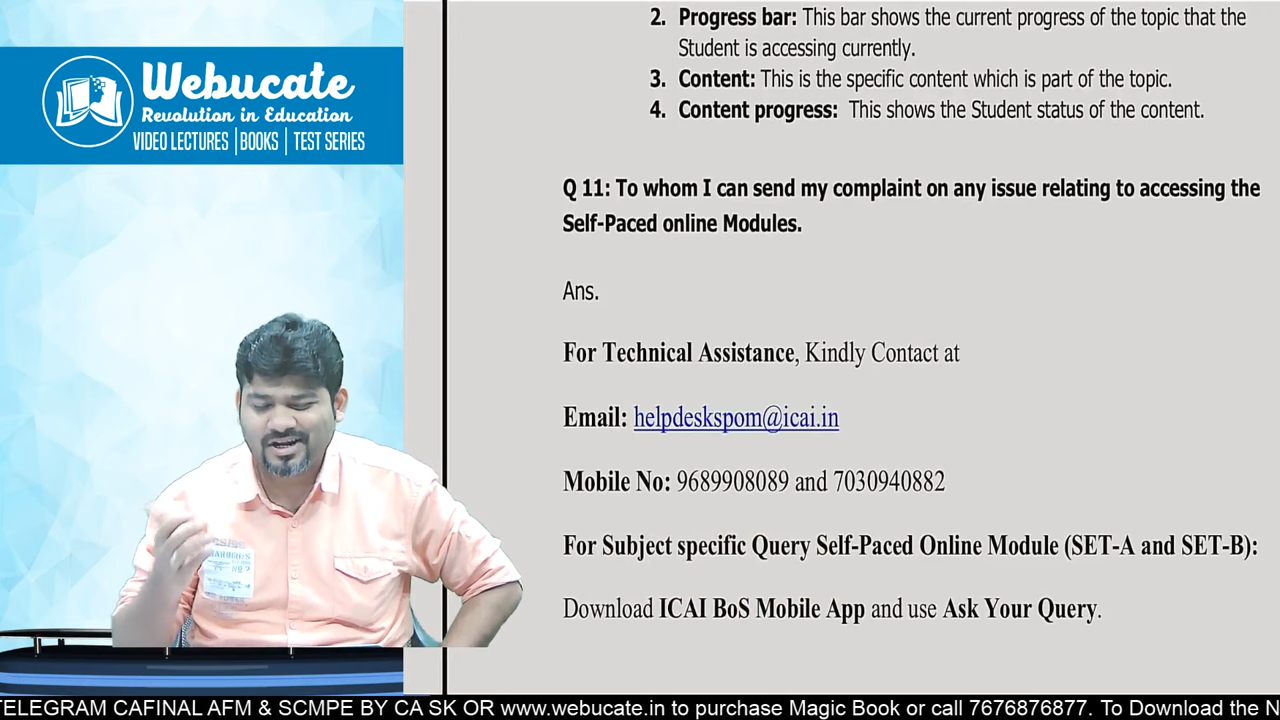 Webucate
Revolution in Education
VIDEO LECTURES | BOOKS | TEST SERIES
2. Progress bar: This bar shows the current progress of the topic that the
Student is accessing currently.
3. Content: This is the specific content which is part of the topic.
4. Content progress: This shows the Student status of the content.
Q 11: To whom I can send my complaint on any issue relating to accessing the
Self-Paced online Modules.
Ans.
For Technical Assistance, Kindly Contact at
Email: helpdeskspom@icai.in
Mobile No: 9689908089 and 7030940882
For Subject specific Query Self-Paced Online Module (SET-A and SET-B):
Download ICAI BoS Mobile App and use Ask Your Query.
TELEGRAM CAFINAL AFM & SCMPE BY CA SK OR www.webucate.in to purchase Magic Book or call 7676876877. To Download the N